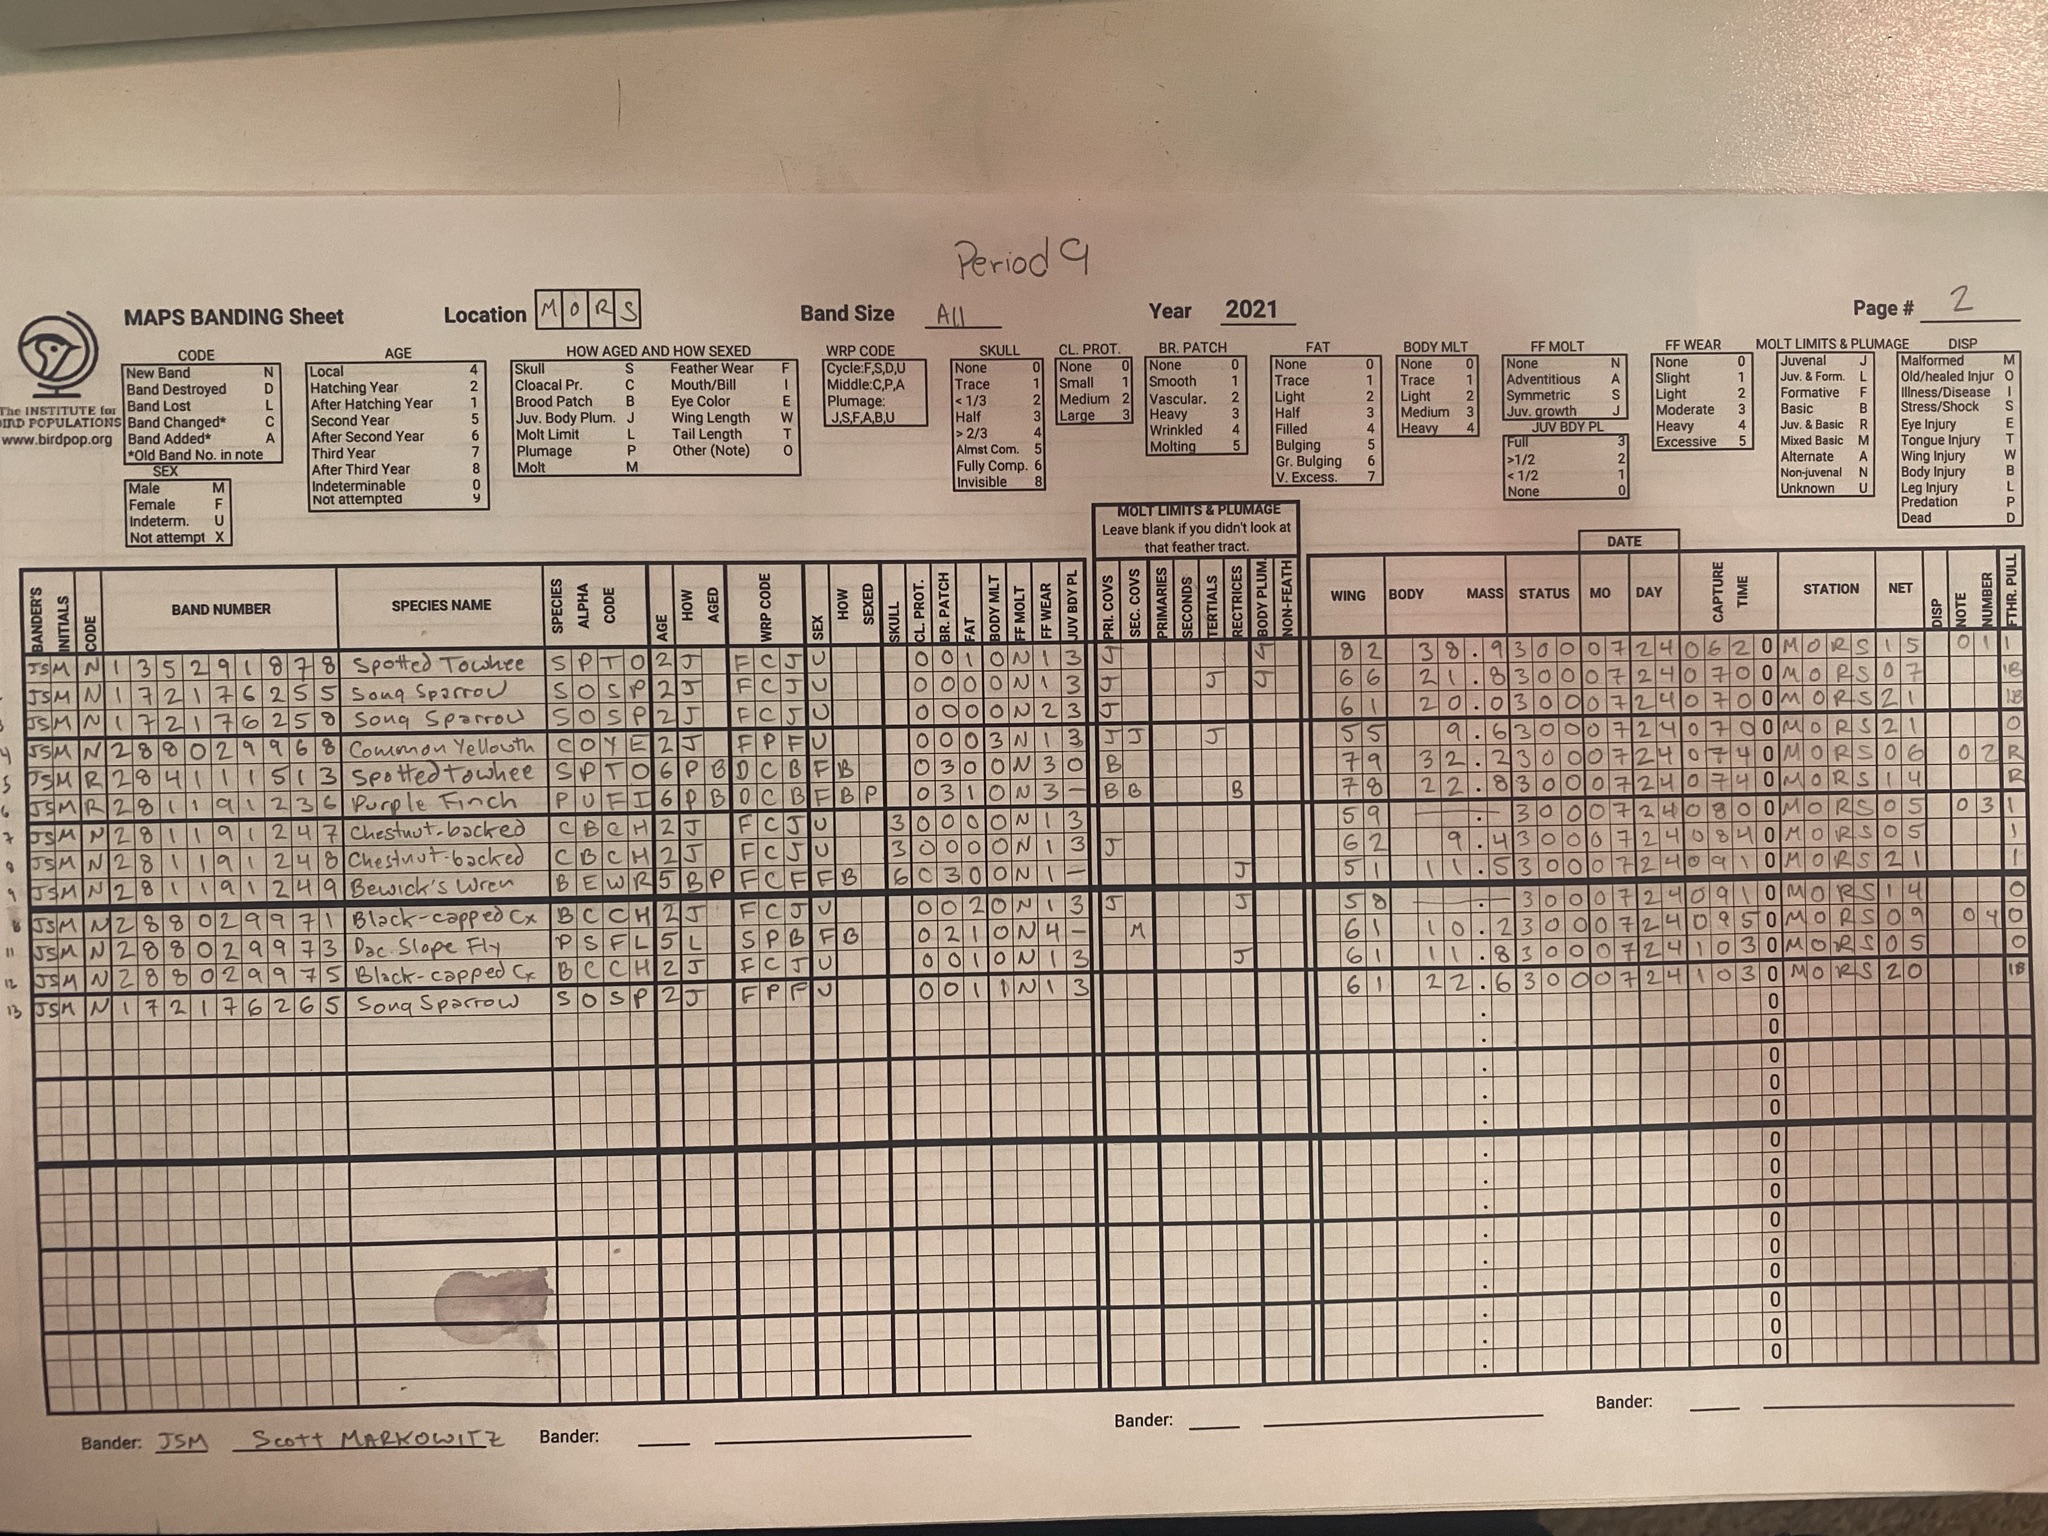 Period 9
MAPS BANDING Sheet Location MORS Band Size All Year 2021 Page # 2
The INSTITUTE for
BIRD POPULATIONS
www.birdpop.org
CODE
New Band N
Band Destroyed D
Band Lost L
Band Changed* C
Band Added* A
*Old Band No. in note
SEX
Male M
Female F
Indeterm. U
Not attempt X
AGE
Local 4
Hatching Year 2
After Hatching Year 1
Second Year 5
After Second Year 6
Third Year 7
After Third Year 8
Indeterminable 0
Not attempted 9
HOW AGED AND HOW SEXED
Skull S Feather Wear F
Cloacal Pr. C Mouth/Bill I
Brood Patch B Eye Color E
Juv. Body Plum. J Wing Length W
Molt Limit L Tail Length T
Plumage P Other (Note) O
Molt M
WRP CODE
Cycle:F,S,D,U
Middle:C,P,A
Plumage:
J,S,F,A,B,U
SKULL
None 0
Trace 1
< 1/3 2
Half 3
> 2/3 4
Almst Com. 5
Fully Comp. 6
Invisible 8
CL. PROT.
None 0
Small 1
Medium 2
Large 3
BR. PATCH
None 0
Smooth 1
Vascular. 2
Heavy 3
Wrinkled 4
Molting 5
FAT
None 0
Trace 1
Light 2
Half 3
Filled 4
Bulging 5
Gr. Bulging 6
V. Excess. 7
BODY MLT
None 0
Trace 1
Light 2
Medium 3
Heavy 4
FF MOLT
None N
Adventitious A
Symmetric S
Juv. growth J
JUV BDY PL
Full 3
>1/2 2
< 1/2 1
None 0
FF WEAR
None 0
Slight 1
Light 2
Moderate 3
Heavy 4
Excessive 5
MOLT LIMITS & PLUMAGE
Juvenal J
Juv. & Form. L
Formative F
Basic B
Juv. & Basic R
Mixed Basic M
Alternate A
Non-juvenal N
Unknown U
DISP
Malformed M
Old/healed Injur O
Illness/Disease I
Stress/Shock S
Eye Injury E
Tongue Injury T
Wing Injury W
Body Injury B
Leg Injury L
Predation P
Dead D
MOLT LIMITS & PLUMAGE
Leave blank if you didn't look at
that feather tract.
DATE
BANDER'S INITIALS CODE BAND NUMBER SPECIES NAME SPECIES ALPHA CODE AGE HOW AGED WRP CODE SEX HOW SEXED SKULL CL. PROT. BR. PATCH FAT BODY MLT FF MOLT FF WEAR JUV BDY PL PRI. COVS SEC. COVS PRIMARIES SECONDS TERTIALS RECTRICES BODY PLUM. NON-FEATH WING BODY MASS STATUS MO DAY CAPTURE TIME STATION NET DISP NOTE NUMBER FTHR. PULL
JSM N 135291878 Spotted Towhee SPTO 2 J FCJ U 0 0 1 0 N 1 3 J J 82 38.9 300 07 24 0620 MORS 15 01 1
JSM N 172176255 Song Sparrow SOSP 2 J FCJ U 0 0 0 0 N 1 3 J J J 66 21.8 300 07 24 0700 MORS 07 1B
3 JSM N 172176258 Song Sparrow SOSP 2 J FCJ U 0 0 0 0 N 2 3 J 61 20.0 300 07 24 0700 MORS 21 1B
4 JSM N 288029968 Common Yellowth COYE 2 J FPF U 0 0 0 3 N 1 3 J J J 55 9.6 300 07 24 0700 MORS 21 0
5 JSM R 284111513 Spotted Towhee SPTO 6 PB DCB F B 0 3 0 0 N 3 0 B 79 32.2 300 07 24 0740 MORS 06 02 R
6 JSM R 281191236 Purple Finch PUFI 6 PB DCB F BP 0 3 1 0 N 3 - B B B 78 22.8 300 07 24 0740 MORS 14 R
7 JSM N 281191247 Chestnut-backed CBCH 2 J FCJ U 3 0 0 0 0 N 1 3 59 — . 300 07 24 0800 MORS 05 03 1
8 JSM N 281191248 Chestnut-backed CBCH 2 J FCJ U 3 0 0 0 0 N 1 3 J 62 9.4 300 07 24 0840 MORS 05 1
9 JSM N 281191249 Bewick's Wren BEWR 5 BP FCF F B 6 0 3 0 0 N 1 - J 51 11.5 300 07 24 0910 MORS 21 1
JSM N 288029971 Black-capped Cx BCCH 2 J FCJ U 0 0 2 0 N 1 3 J J 58 — . — 300 07 24 0910 MORS 14 0
11 JSM N 288029973 Pac. Slope Fly PSFL 5 L SPB F B 0 2 1 0 N 4 - M 61 10.2 300 07 24 0950 MORS 09 04 0
12 JSM N 288029975 Black-capped Cx BCCH 2 J FCJ U 0 0 1 0 N 1 3 J 61 11.8 300 07 24 1030 MORS 05 0
13 JSM N 172176265 Song Sparrow SOSP 2 J FPF U 0 0 1 1 N 1 3 61 22.6 300 07 24 1030 MORS 20 1B
0
0
0
0
0
0
0
0
0
0
0
0
0
0
Bander: JSM Scott MARKOWITZ Bander: Bander: Bander: